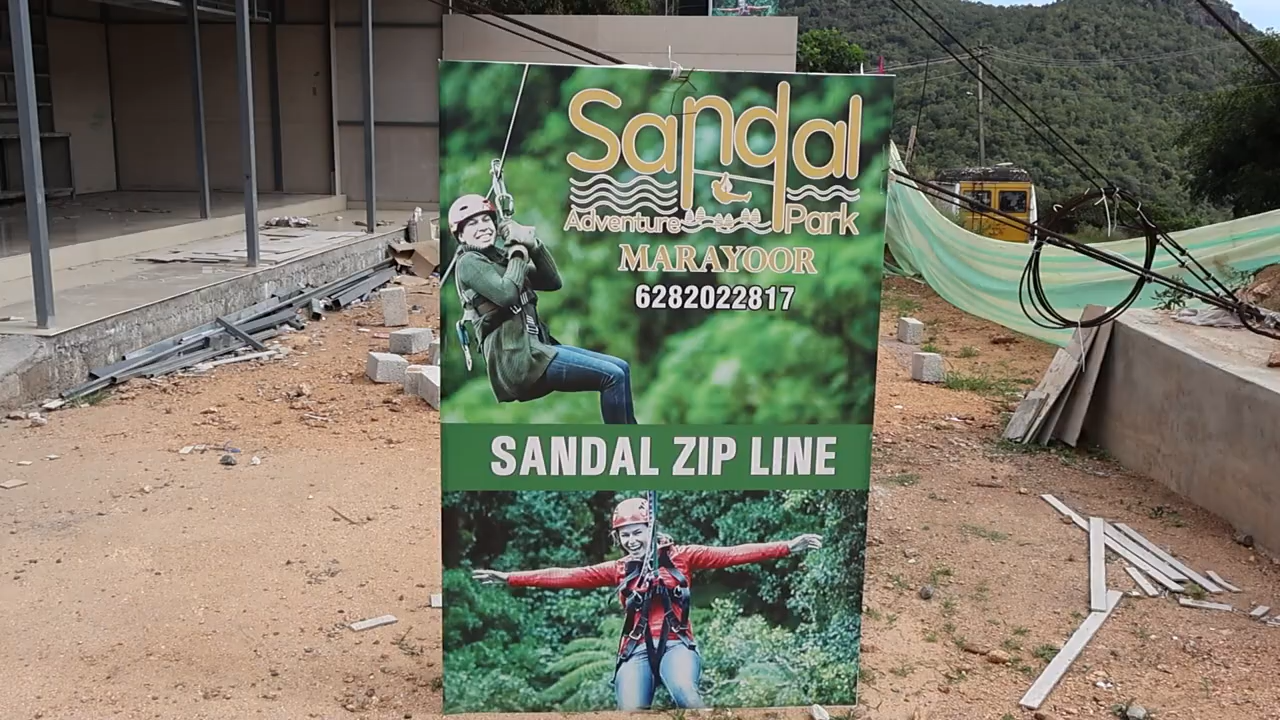 Sandal
Adventure Park
MARAYOOR
6282022817
SANDAL ZIP LINE